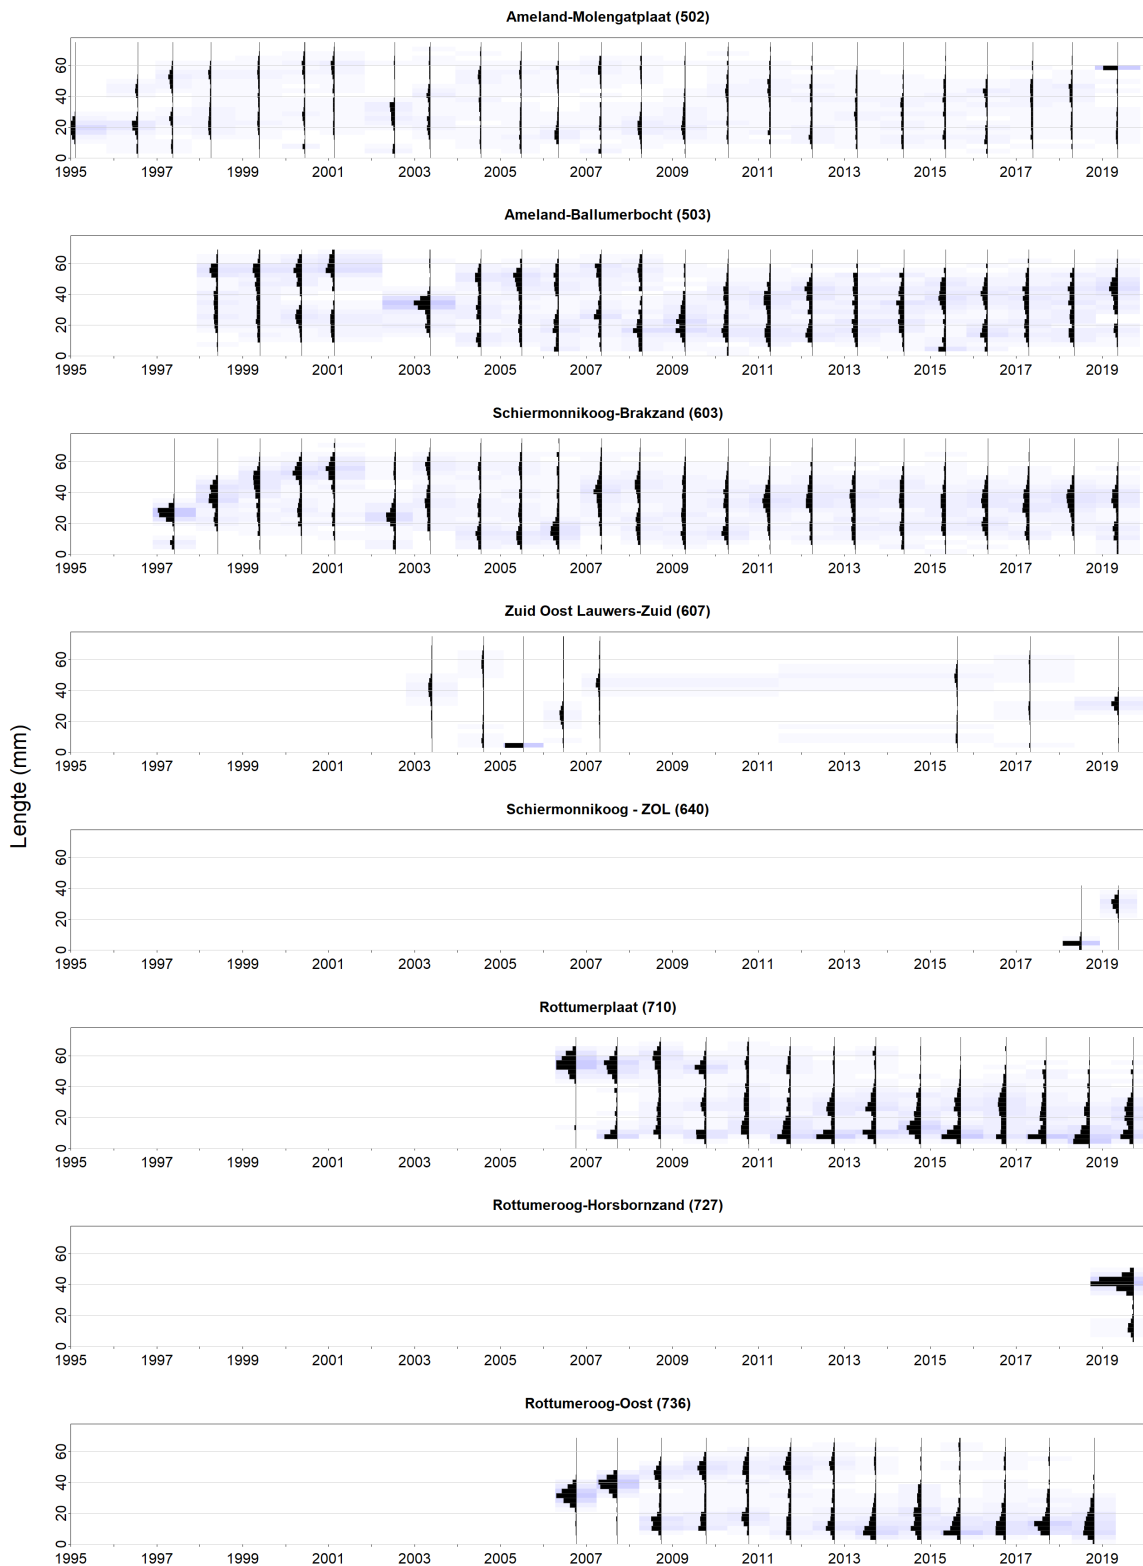 Ameland-Molengatplaat (502)
0 20 40 60
1995 1997 1999 2001 2003 2005 2007 2009 2011 2013 2015 2017 2019
Ameland-Ballumerbocht (503)
0 20 40 60
1995 1997 1999 2001 2003 2005 2007 2009 2011 2013 2015 2017 2019
Schiermonnikoog-Brakzand (603)
0 20 40 60
1995 1997 1999 2001 2003 2005 2007 2009 2011 2013 2015 2017 2019
Zuid Oost Lauwers-Zuid (607)
0 20 40 60
1995 1997 1999 2001 2003 2005 2007 2009 2011 2013 2015 2017 2019
Lengte (mm)
Schiermonnikoog - ZOL (640)
0 20 40 60
1995 1997 1999 2001 2003 2005 2007 2009 2011 2013 2015 2017 2019
Rottumerplaat (710)
0 20 40 60
1995 1997 1999 2001 2003 2005 2007 2009 2011 2013 2015 2017 2019
Rottumeroog-Horsbornzand (727)
0 20 40 60
1995 1997 1999 2001 2003 2005 2007 2009 2011 2013 2015 2017 2019
Rottumeroog-Oost (736)
0 20 40 60
1995 1997 1999 2001 2003 2005 2007 2009 2011 2013 2015 2017 2019